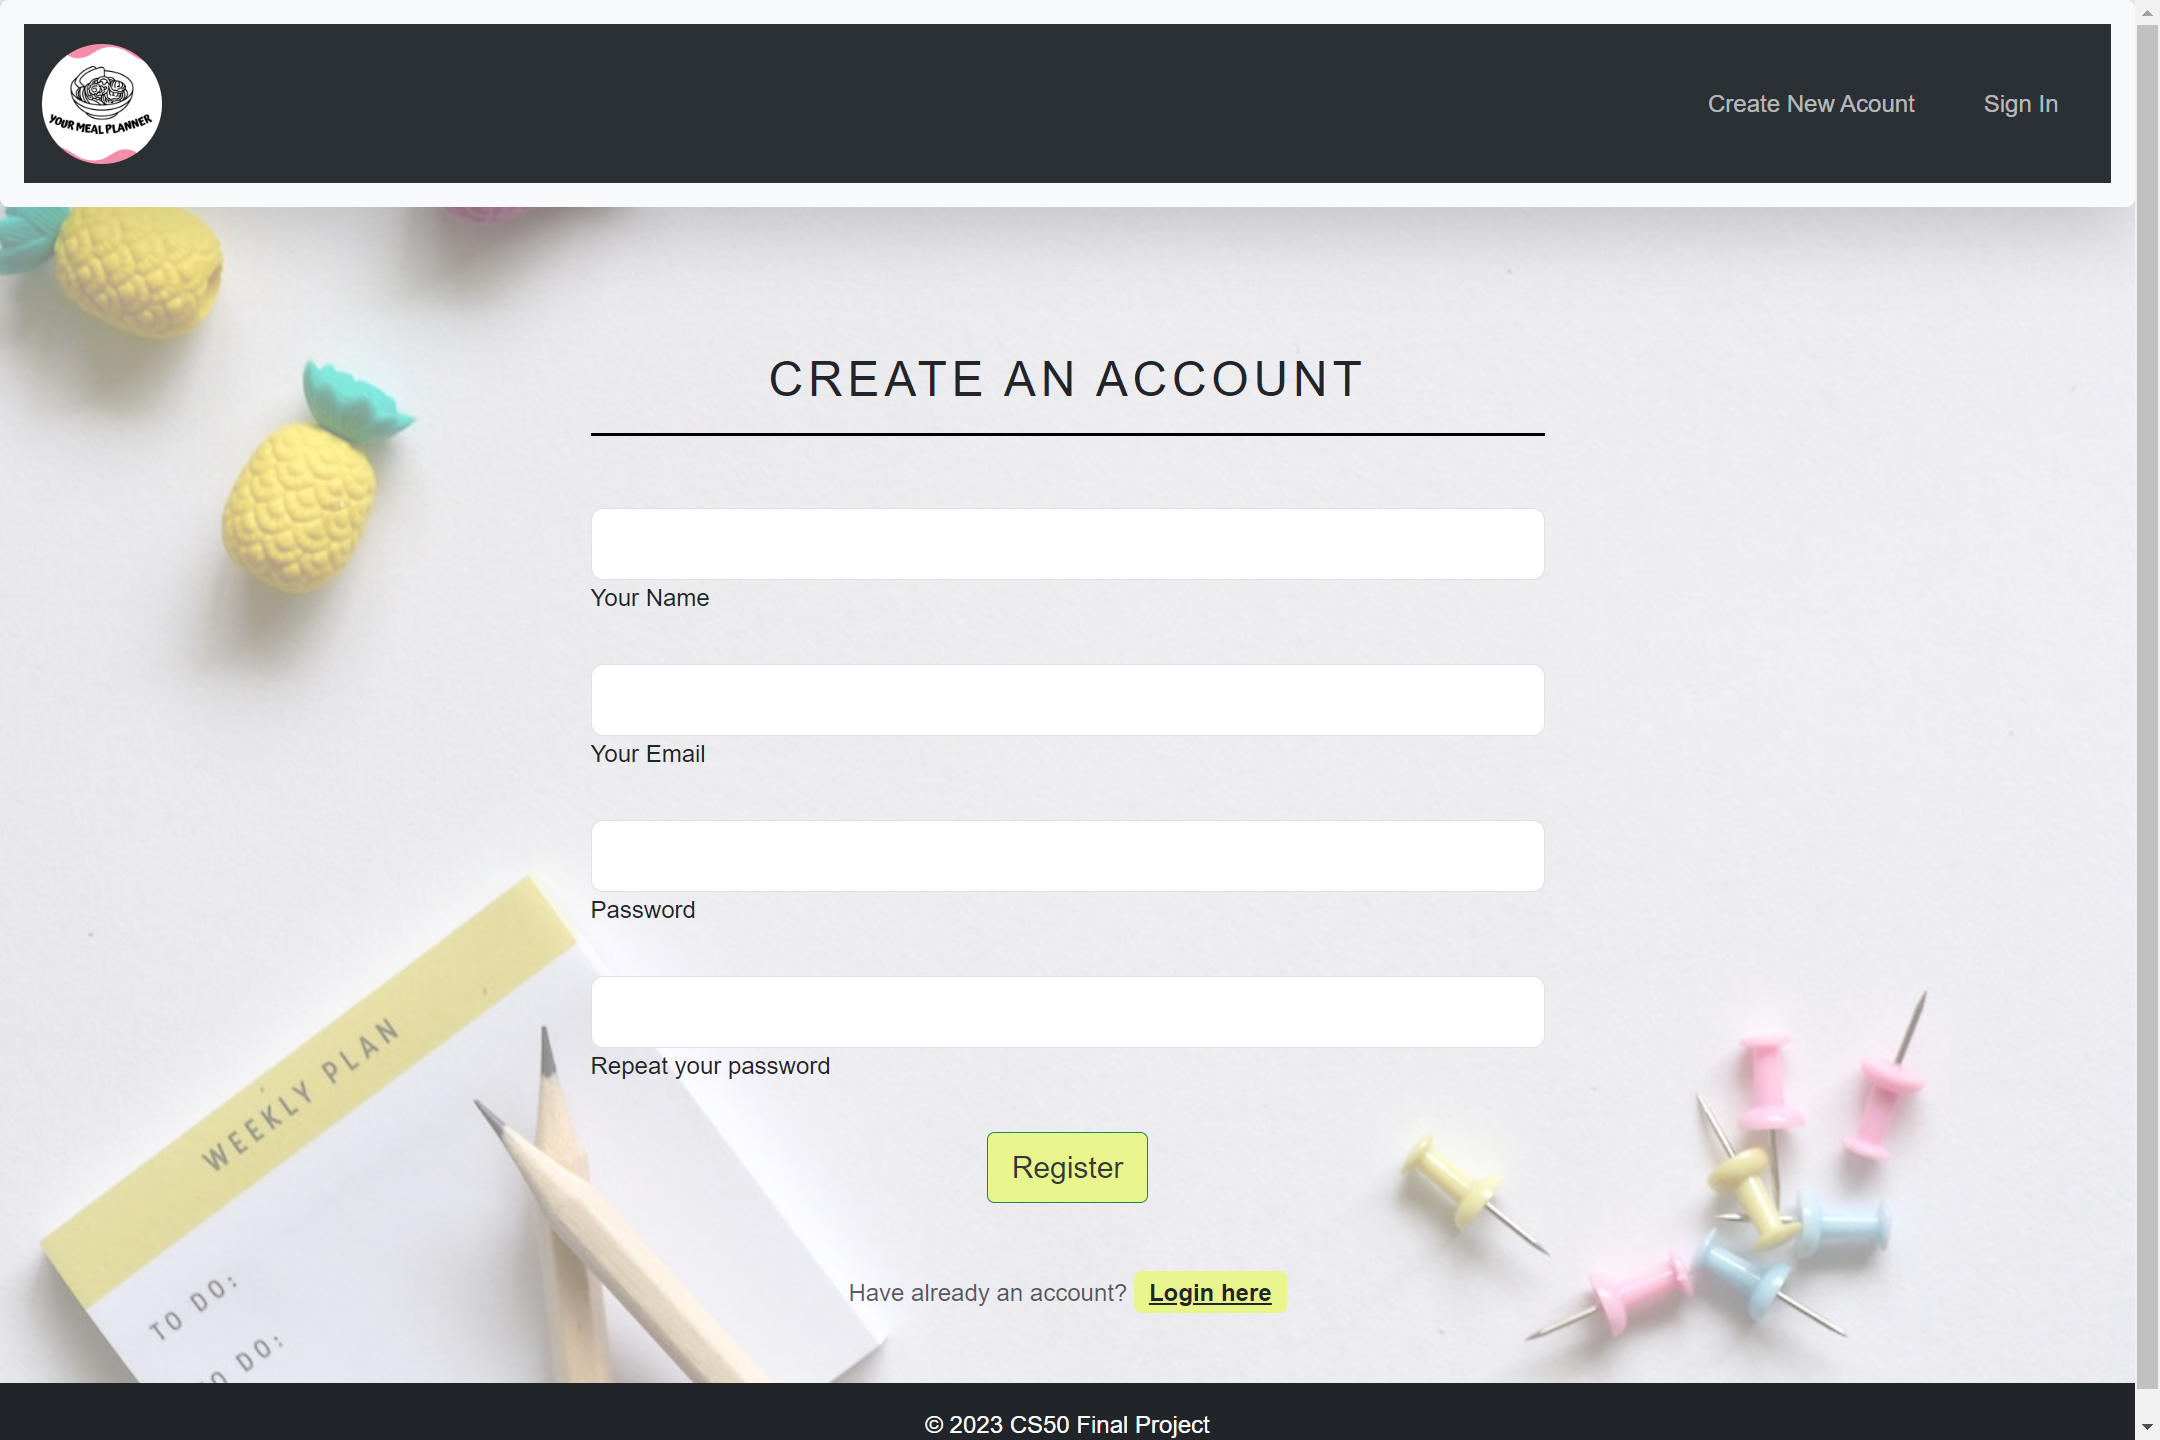 YOUR MEAL PLANNER
Create New Acount
Sign In
CREATE AN ACCOUNT
Your Name
Your Email
Password
Repeat your password
Register
Have already an account? Login here
WEEKLY PLAN
TO DO:
O DO:
© 2023 CS50 Final Project